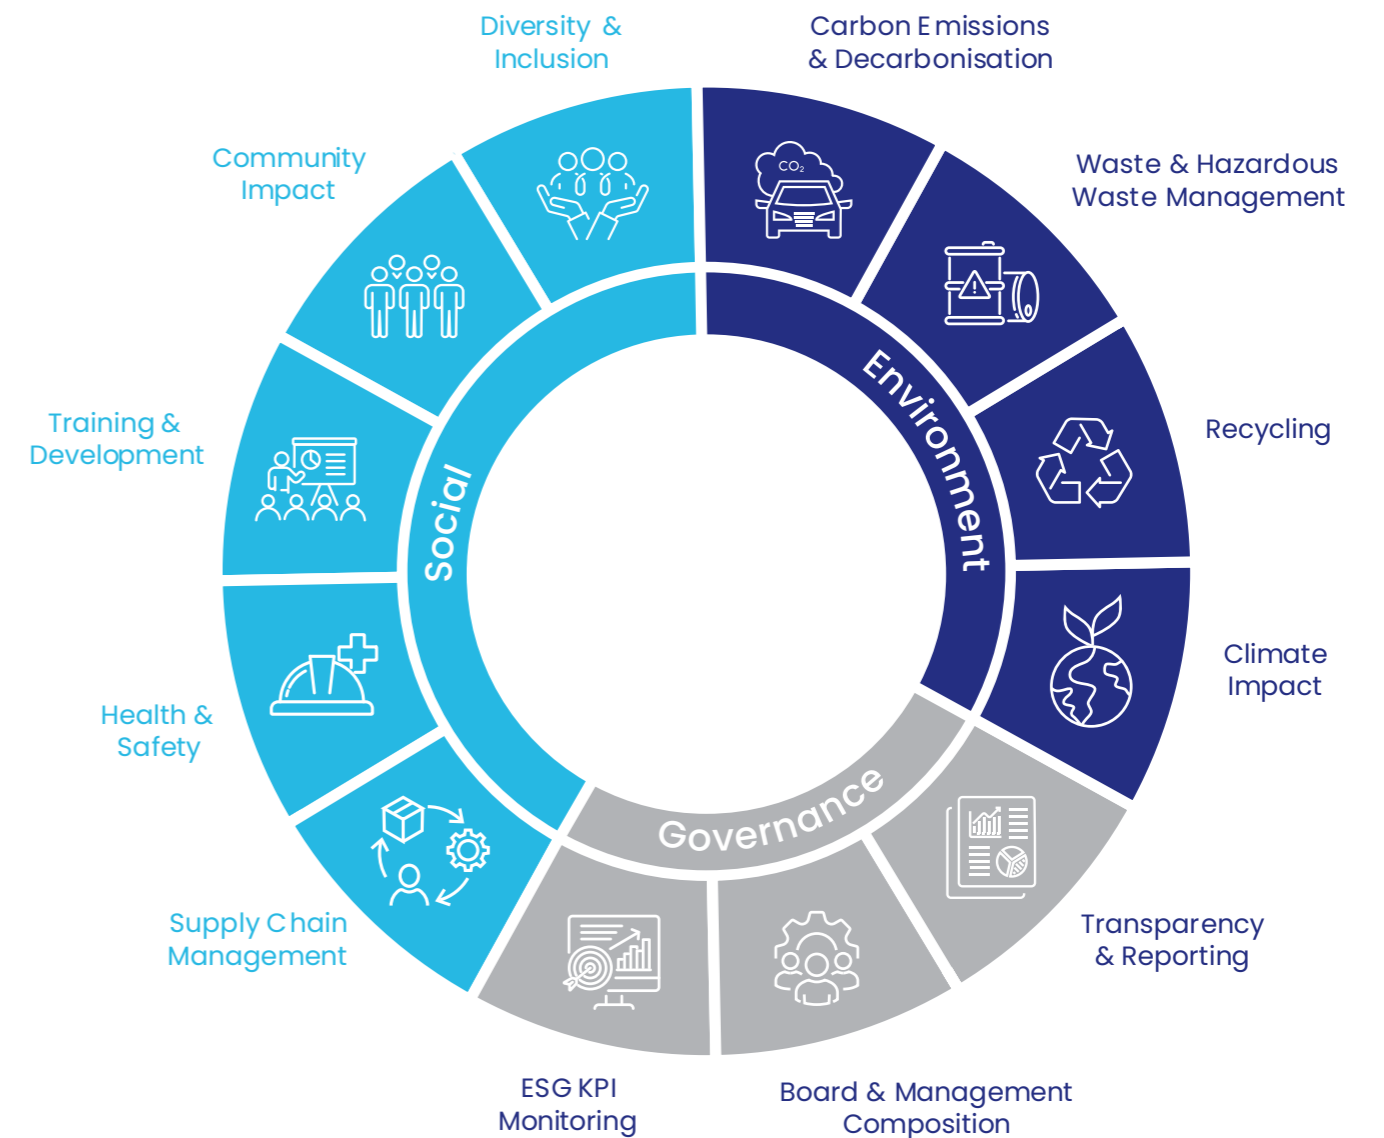 Diversity &
Inclusion
Carbon Emissions
& Decarbonisation
Community
Impact
Waste & Hazardous
Waste Management
CO₂
Training &
Development
Recycling
Environment
Social
Climate
Impact
Health &
Safety
Governance
Supply Chain
Management
Transparency
& Reporting
ESG KPI
Monitoring
Board & Management
Composition